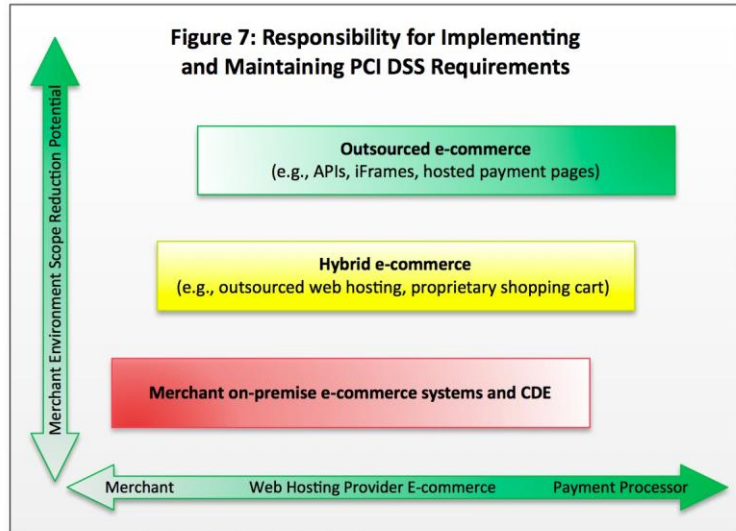 Figure 7: Responsibility for Implementing
and Maintaining PCI DSS Requirements
Merchant Environment Scope Reduction Potential
Outsourced e-commerce
(e.g., APIs, iFrames, hosted payment pages)
Hybrid e-commerce
(e.g., outsourced web hosting, proprietary shopping cart)
Merchant on-premise e-commerce systems and CDE
Merchant Web Hosting Provider E-commerce Payment Processor